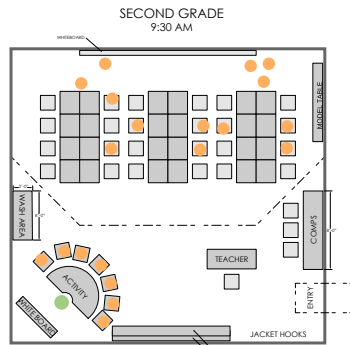 SECOND GRADE
9:30 AM
WHITEBOARD
MODEL TABLE
WASH AREA
COMPS
TEACHER
ACTIVITY
ENTRY
WHITE BOARD
JACKET HOOKS